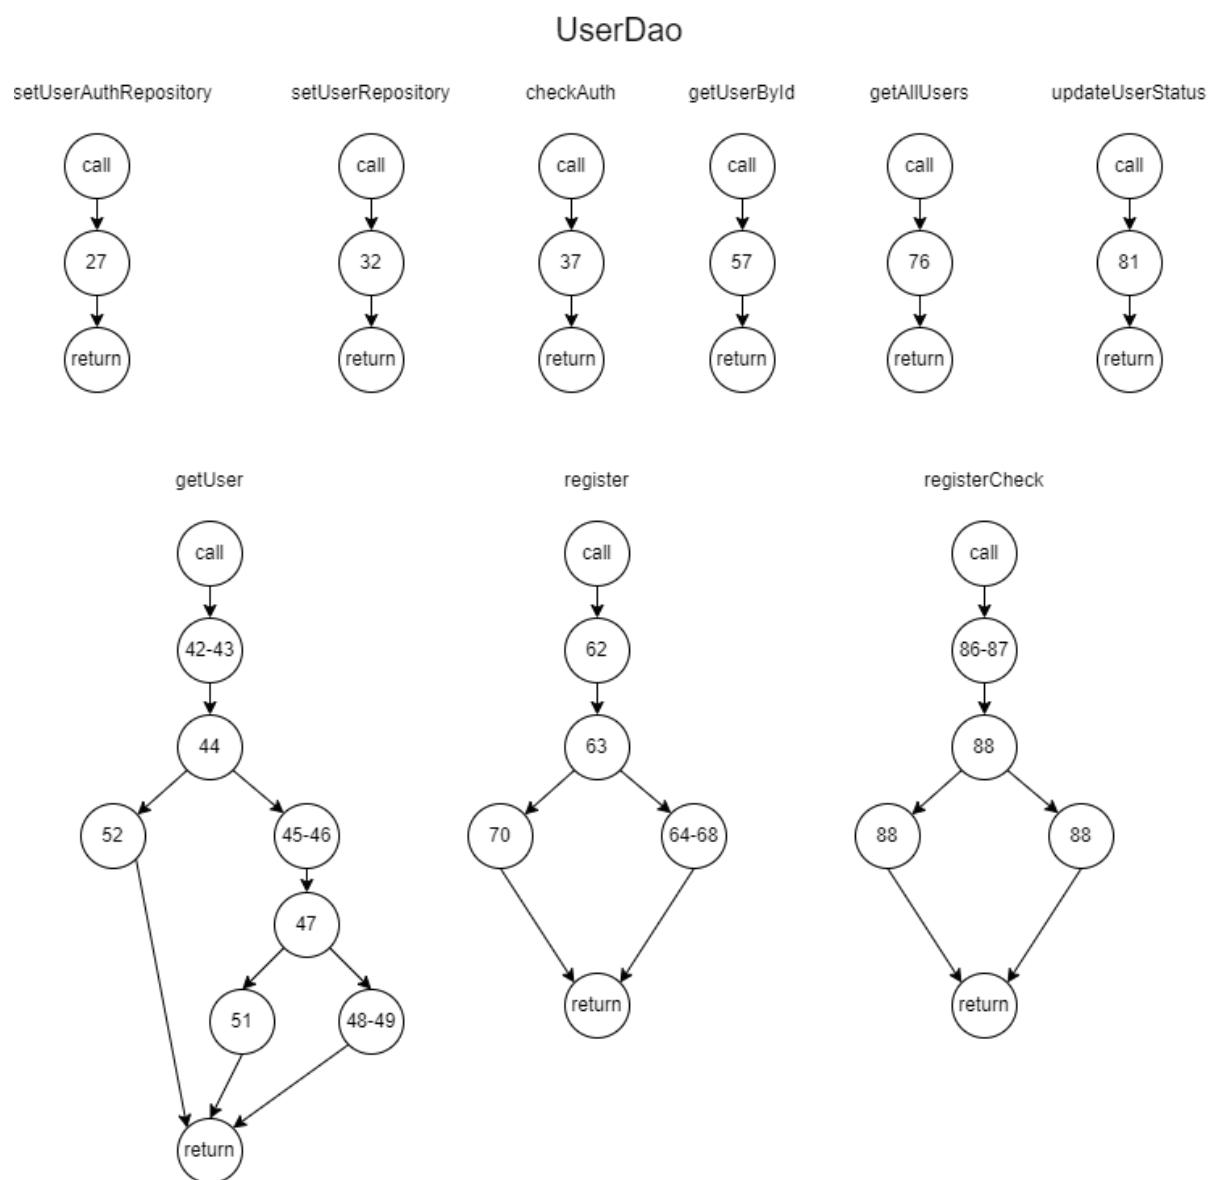 UserDao
setUserAuthRepository setUserRepository checkAuth getUserById getAllUsers updateUserStatus
call call call call call call
27 32 37 57 76 81
return return return return return return
getUser register registerCheck
call call call
42-43 62 86-87
44 63 88
52 45-46 70 64-68 88 88
47
51 48-49 return return
return